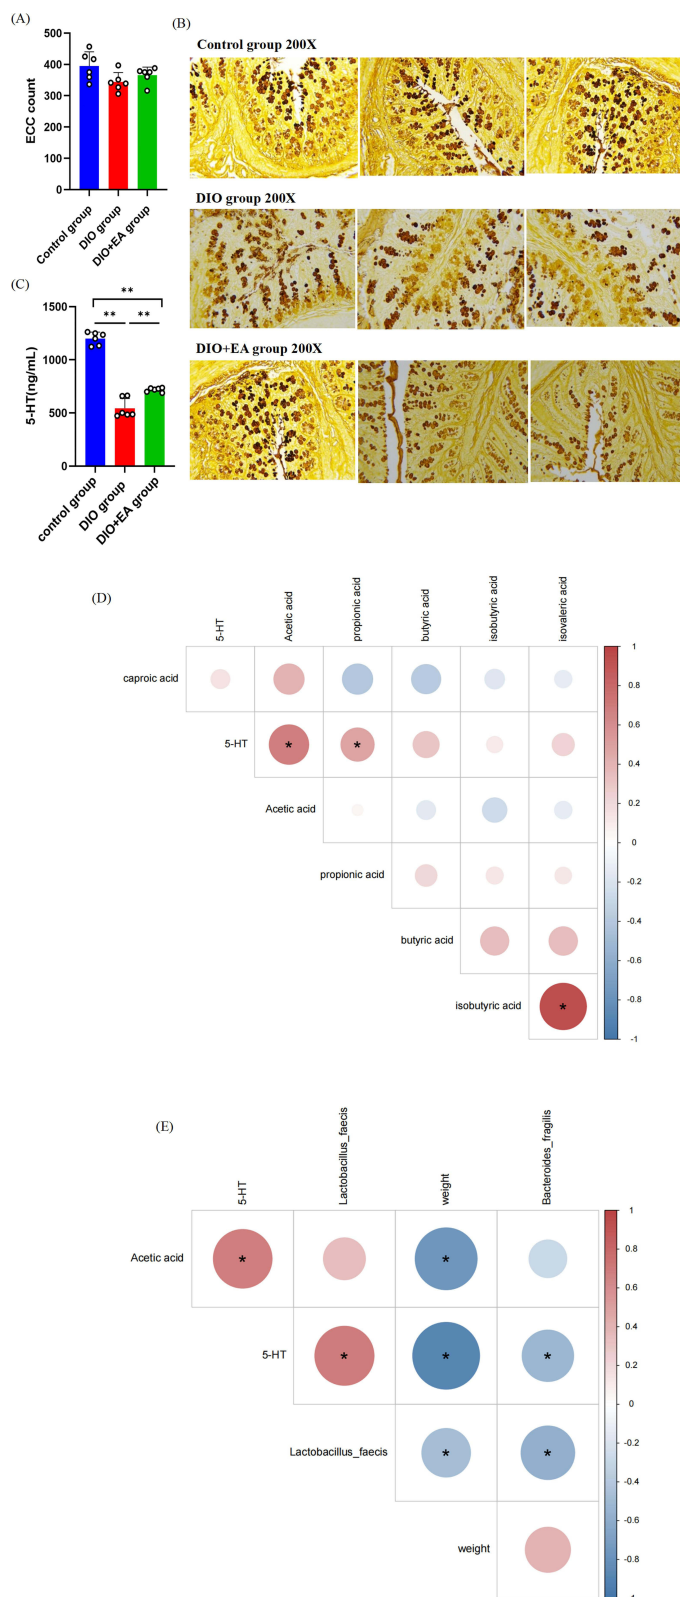 (A)
500
400
300
200
100
0
ECC count
Control group
DIO group
DIO+EA group
(B)
Control group 200X
DIO group 200X
DIO+EA group 200X
(C)
**
** **
1500
1000
500
0
5-HT(ng/mL)
control group
DIO group
DIO+EA group
(D)
5-HT
Acetic acid
propionic acid
butyric acid
isobutyric acid
isovaleric acid
caproic acid
5-HT
* *
Acetic acid
propionic acid
butyric acid
isobutyric acid
*
1
0.8
0.6
0.4
0.2
0
-0.2
-0.4
-0.6
-0.8
-1
(E)
5-HT
Lactobacillus_faecis
weight
Bacteroides_fragilis
Acetic acid
* *
5-HT
* * *
Lactobacillus_faecis
* *
weight
1
0.8
0.6
0.4
0.2
0
-0.2
-0.4
-0.6
-0.8
-1